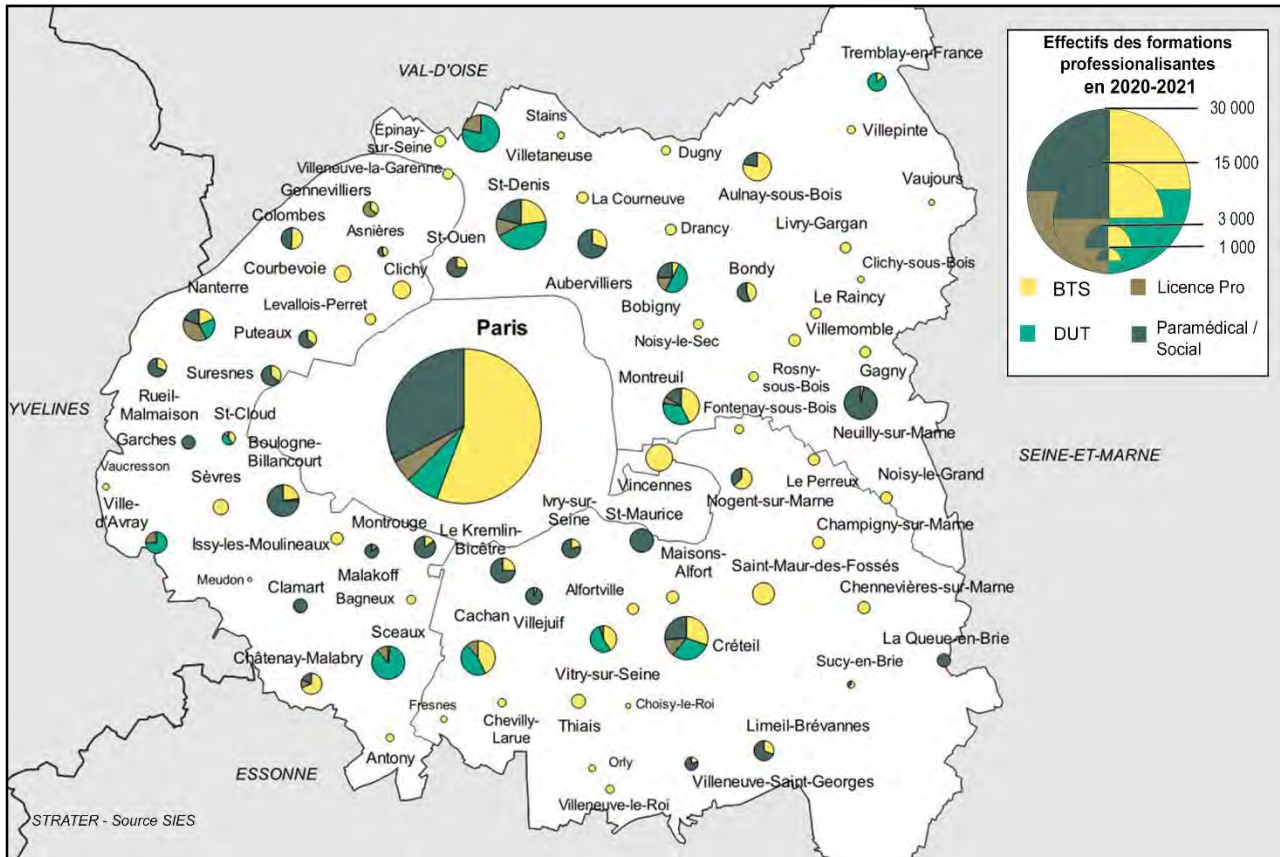 Effectifs des formations
professionalisantes
en 2020-2021
30 000
15 000
3 000
1 000
BTS
Licence Pro
DUT
Paramédical /
Social
VAL-D'OISE
Tremblay-en-France
Stains
Villepinte
Épinay-
sur-Seine
Villetaneuse
Dugny
Villeneuve-la-Garenne
Aulnay-sous-Bois
Vaujours
Gennevilliers
St-Denis
La Courneuve
Colombes
Asnières
Livry-Gargan
St-Ouen
Drancy
Courbevoie
Clichy
Clichy-sous-Bois
Aubervilliers
Bondy
Nanterre
Levallois-Perret
Bobigny
Le Raincy
Puteaux
Paris
Noisy-le-Sec
Villemomble
Suresnes
Montreuil
Rosny-
sous-Bois
Gagny
Rueil-
Malmaison
YVELINES
St-Cloud
Fontenay-sous-Bois
Neuilly-sur-Marne
Garches
Boulogne-
Billancourt
SEINE-ET-MARNE
Vaucresson
Sèvres
Vincennes
Le Perreux
Noisy-le-Grand
Nogent-sur-Marne
Ville-
d'Avray
Ivry-sur-
Seine
St-Maurice
Champigny-sur-Marne
Montrouge
Le Kremlin-
Bicêtre
Issy-les-Moulineaux
Maisons-
Alfort
Saint-Maur-des-Fossés
Malakoff
Meudon
Clamart
Bagneux
Villejuif
Alfortville
Chennevières-sur-Marne
Cachan
Sceaux
Créteil
La Queue-en-Brie
Châtenay-Malabry
Vitry-sur-Seine
Sucy-en-Brie
Fresnes
Chevilly-
Larue
Thiais
Choisy-le-Roi
Limeil-Brévannes
Antony
Orly
ESSONNE
Villeneuve-Saint-Georges
Villeneuve-le-Roi
STRATER - Source SIES